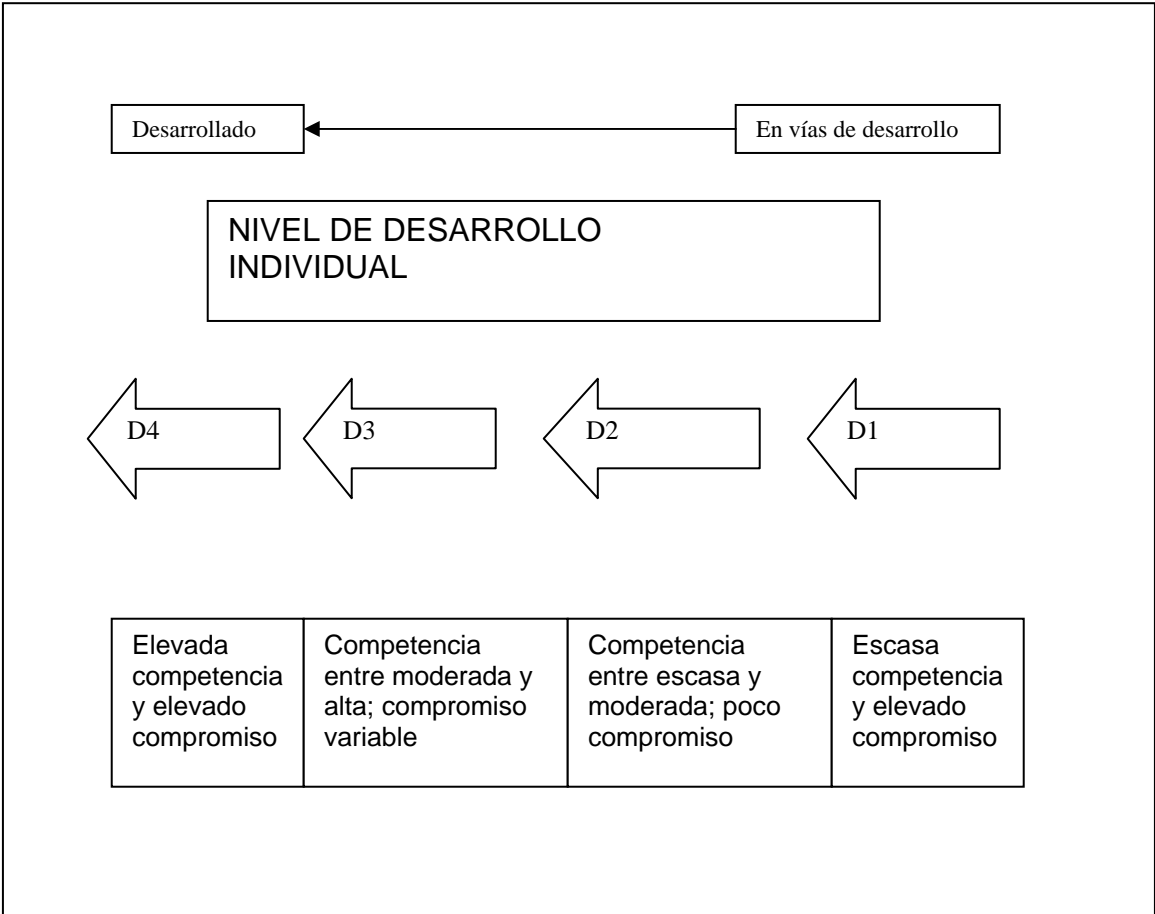 Desarrollado
En vías de desarrollo
NIVEL DE DESARROLLO
INDIVIDUAL
D4
D3
D2
D1
Elevada
competencia
y elevado
compromiso
Competencia
entre moderada y
alta; compromiso
variable
Competencia
entre escasa y
moderada; poco
compromiso
Escasa
competencia
y elevado
compromiso